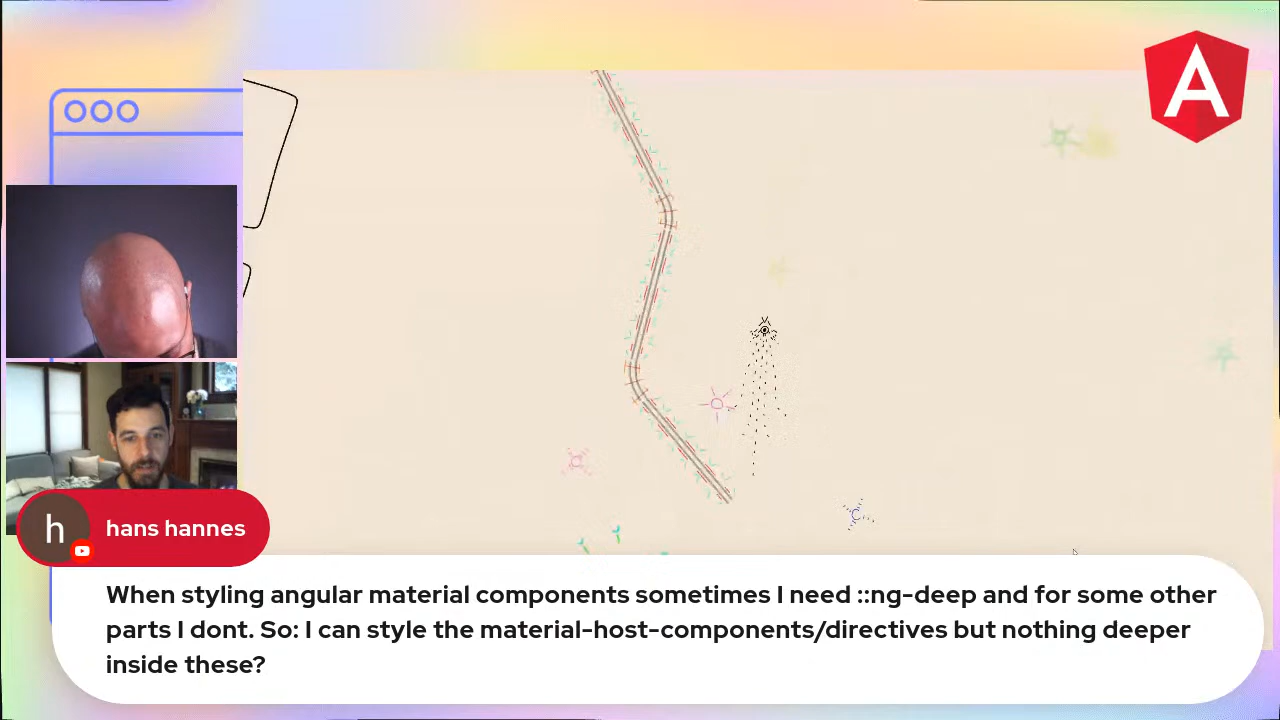 A
h
hans hannes
When styling angular material components sometimes I need ::ng-deep and for some other
parts I dont. So: I can style the material-host-components/directives but nothing deeper
inside these?